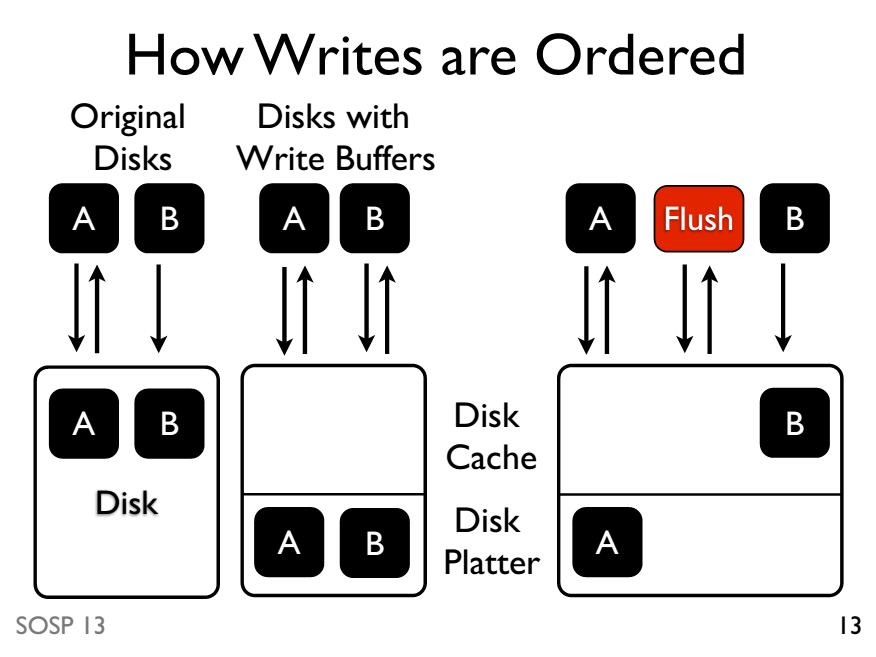 How Writes are Ordered
Original
Disks
Disks with
Write Buffers
A B
A B
A Flush B
A B
Disk
Disk
Cache
B
A B
Disk
Platter
A
SOSP 13
13